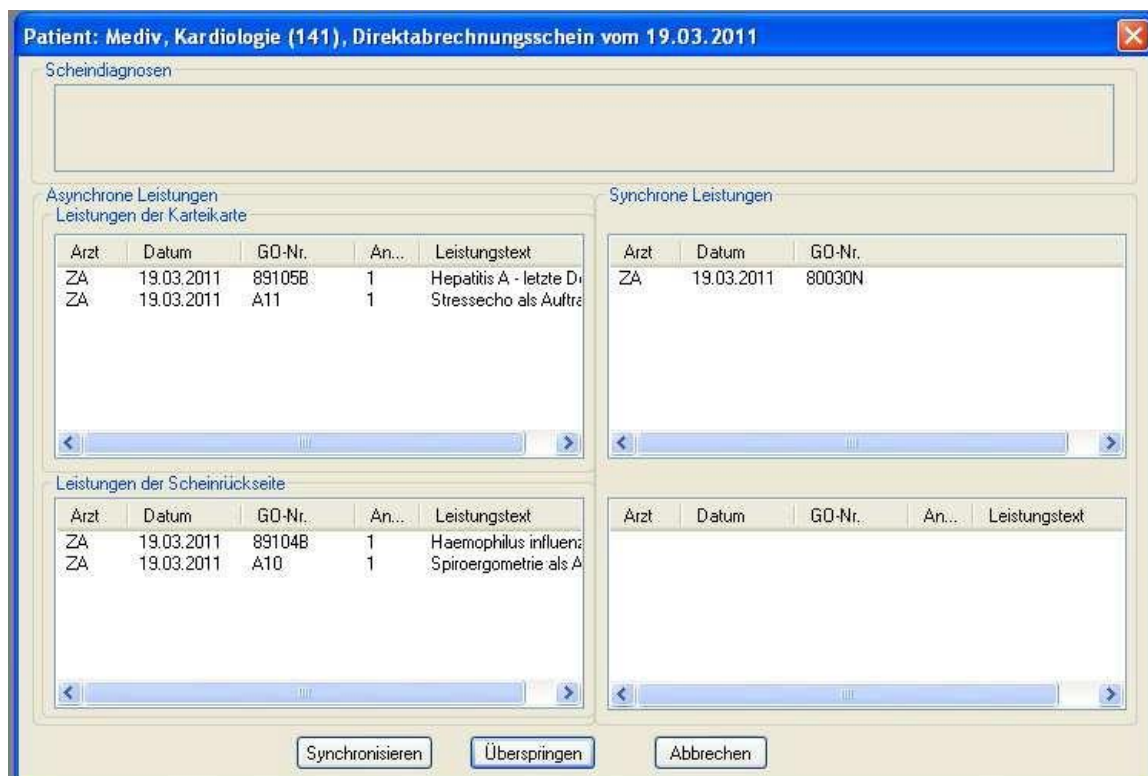 Patient: Mediv, Kardiologie (141), Direktabrechnungsschein vom 19.03.2011
Scheindiagnosen
Asynchrone Leistungen
Leistungen der Karteikarte
Arzt Datum GO-Nr. An... Leistungstext
ZA 19.03.2011 89105B 1 Hepatitis A - letzte D
ZA 19.03.2011 A11 1 Stressecho als Auftra
Synchrone Leistungen
Arzt Datum GO-Nr.
ZA 19.03.2011 80030N
Leistungen der Scheinrückseite
Arzt Datum GO-Nr. An... Leistungstext
ZA 19.03.2011 89104B 1 Haemophilus influenz
ZA 19.03.2011 A10 1 Spiroergometrie als A
Arzt Datum GO-Nr. An... Leistungstext
Synchronisieren Überspringen Abbrechen